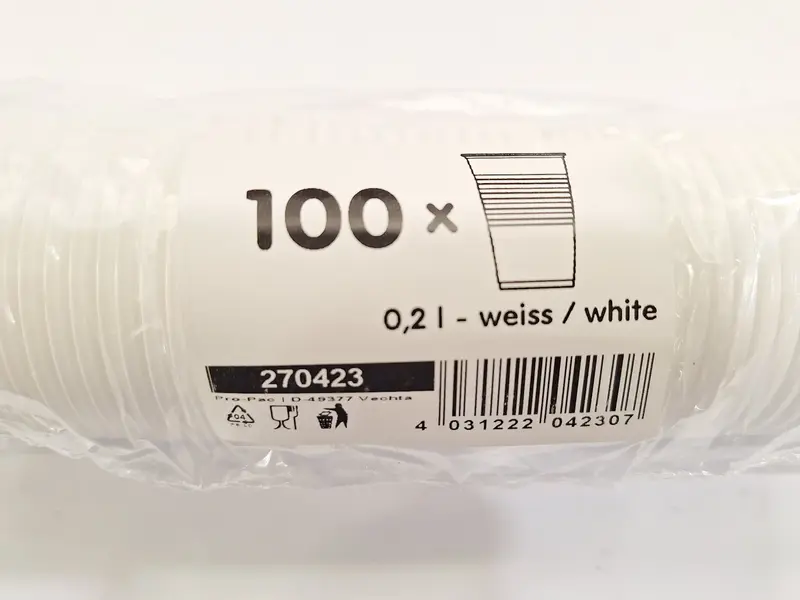 100 ×
0,2 l - weiss / white
270423
Pro-Pac | D-49377 Vechta
04
4 031222 042307